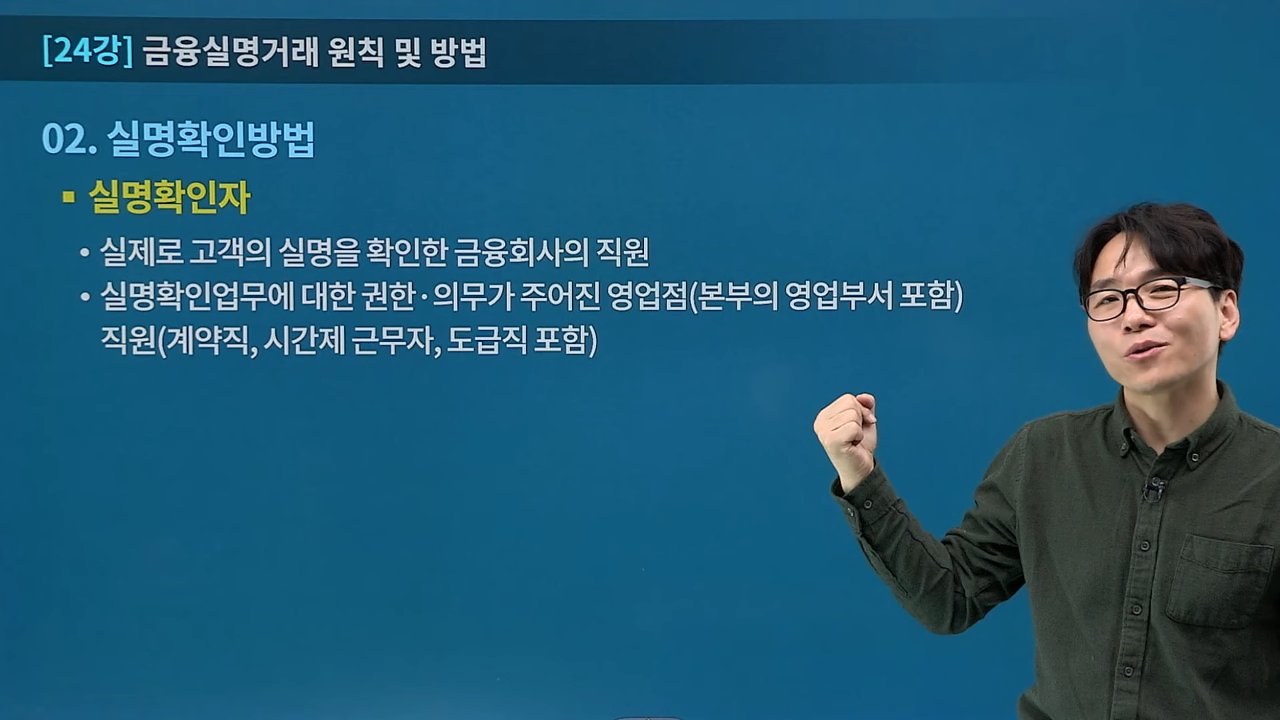 [24강] 금융실명거래 원칙 및 방법
02. 실명확인방법
▪ 실명확인자
• 실제로 고객의 실명을 확인한 금융회사의 직원
• 실명확인업무에 대한 권한·의무가 주어진 영업점(본부의 영업부서 포함)
직원(계약직, 시간제 근무자, 도급직 포함)